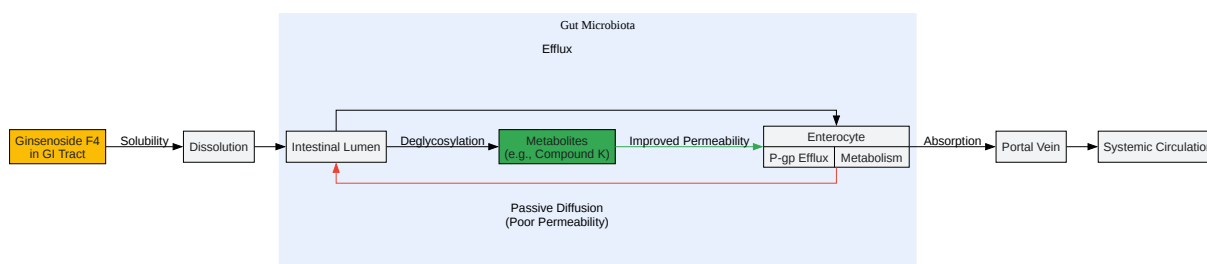 Gut Microbiota
Efflux
Ginsenoside F4
in GI Tract
Solubility
Dissolution
Intestinal Lumen
Deglycosylation
Metabolites
(e.g., Compound K)
Improved Permeability
Enterocyte
P-gp Efflux
Metabolism
Absorption
Portal Vein
Systemic Circulation
Passive Diffusion
(Poor Permeability)